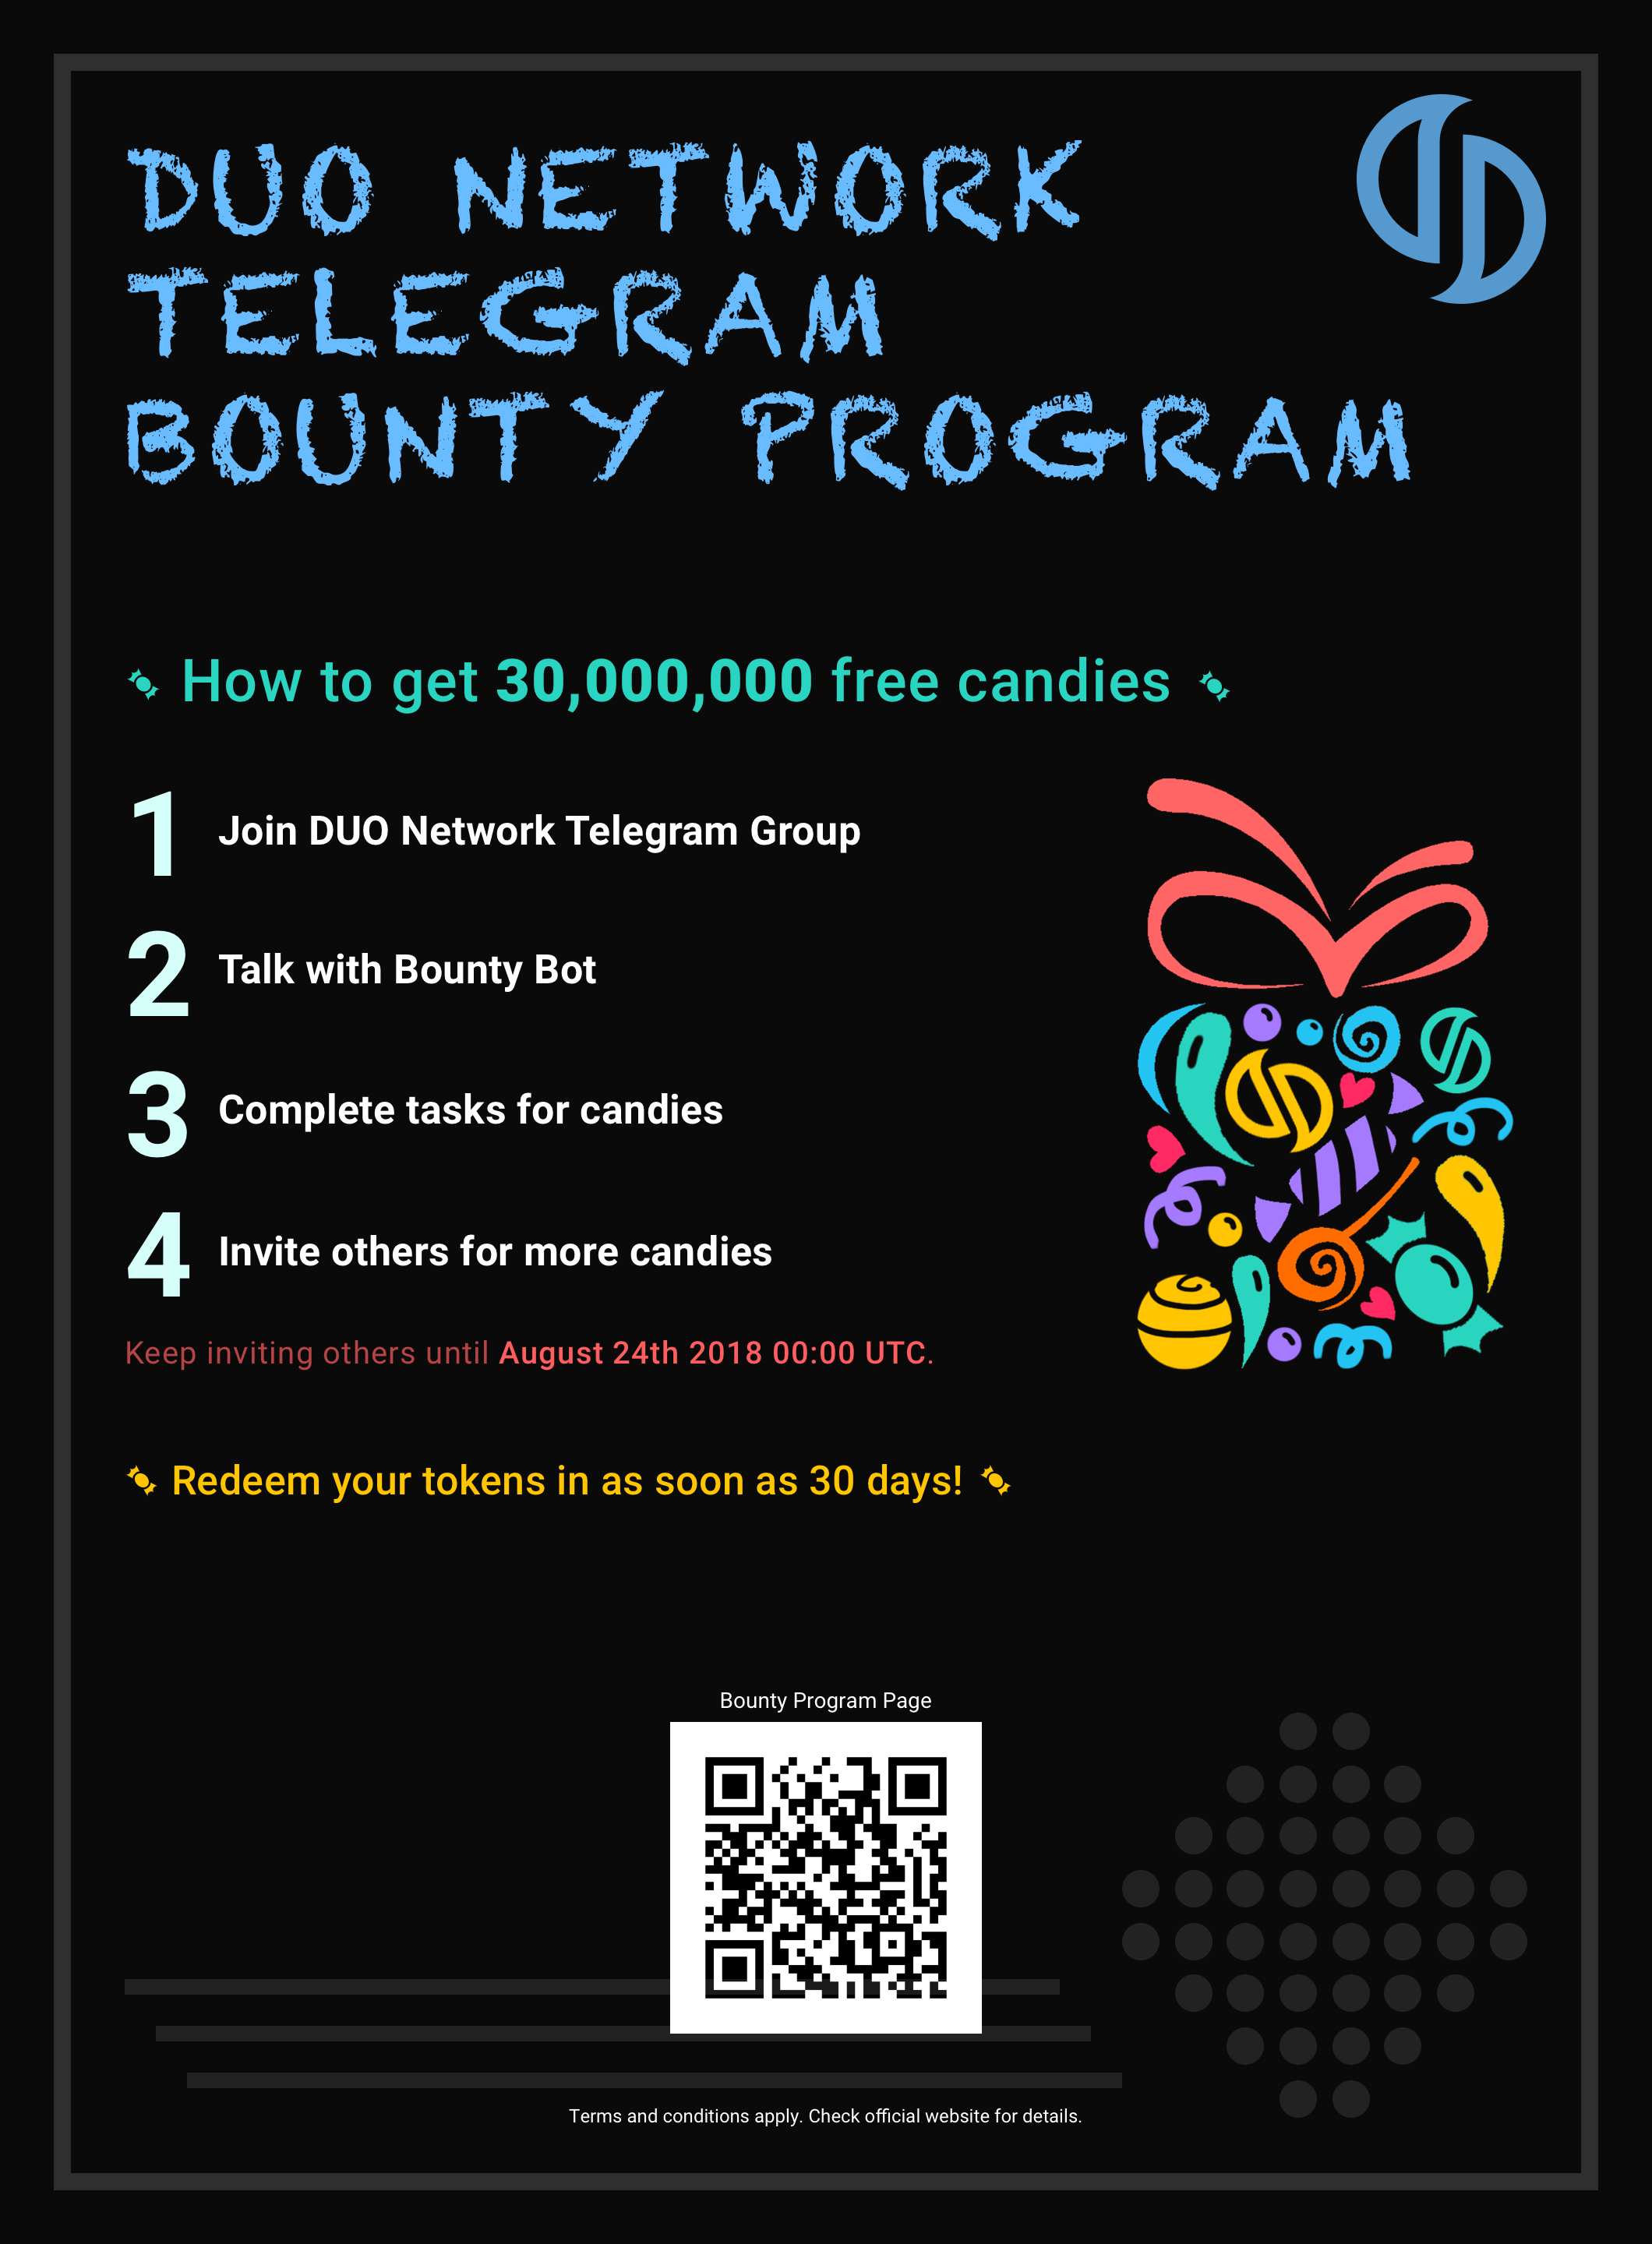 DUO NETWORK
TELEGRAM
BOUNTY PROGRAM
How to get 30,000,000 free candies
1 Join DUO Network Telegram Group
2 Talk with Bounty Bot
3 Complete tasks for candies
4 Invite others for more candies
Keep inviting others until August 24th 2018 00:00 UTC.
Redeem your tokens in as soon as 30 days!
Bounty Program Page
Terms and conditions apply. Check official website for details.